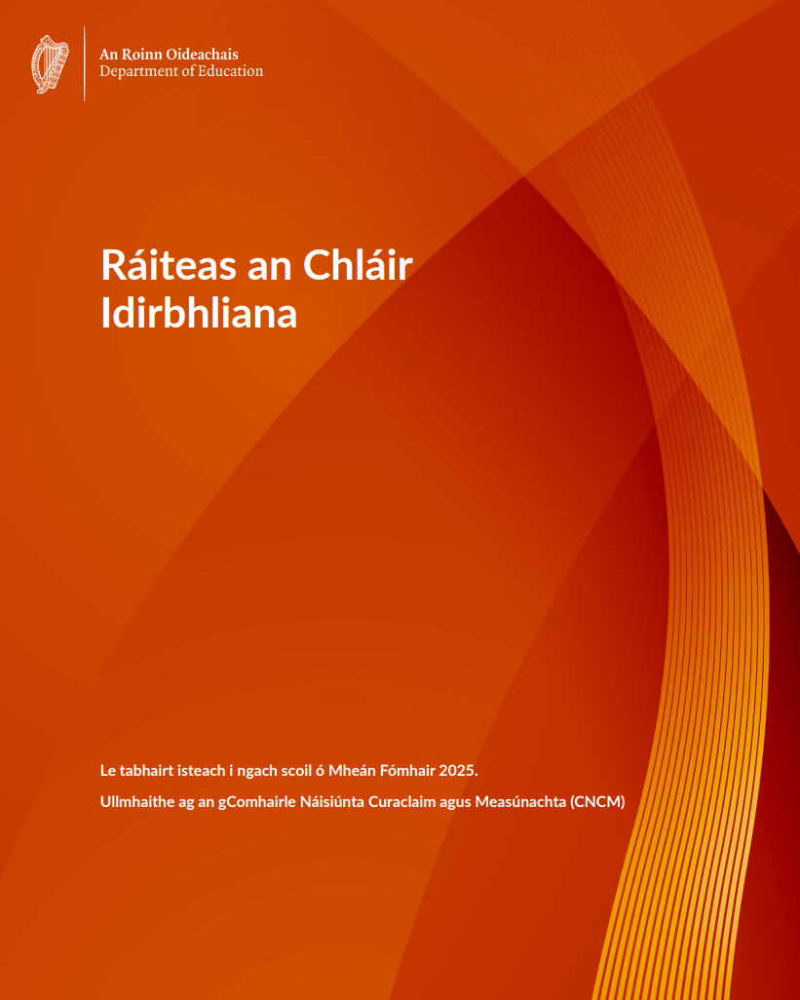 An Roinn Oideachais
Department of Education
Ráiteas an Chláir
Idirbhliana
Le tabhairt isteach i ngach scoil ó Mheán Fómhair 2025.
Ullmhaithe ag an gComhairle Náisiúnta Curaclaim agus Measúnachta (CNCM)